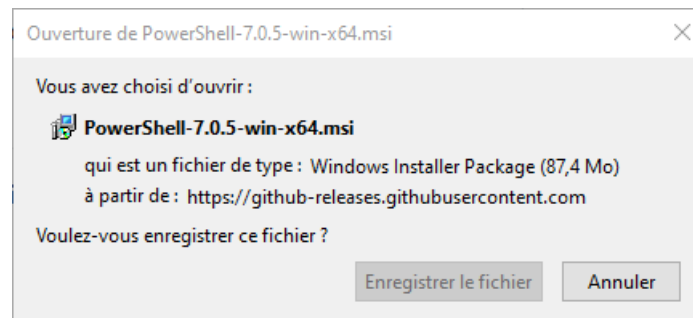 Ouverture de PowerShell-7.0.5-win-x64.msi
Vous avez choisi d’ouvrir :
PowerShell-7.0.5-win-x64.msi
qui est un fichier de type : Windows Installer Package (87,4 Mo)
à partir de : https://github-releases.githubusercontent.com
Voulez-vous enregistrer ce fichier ?
Enregistrer le fichier Annuler